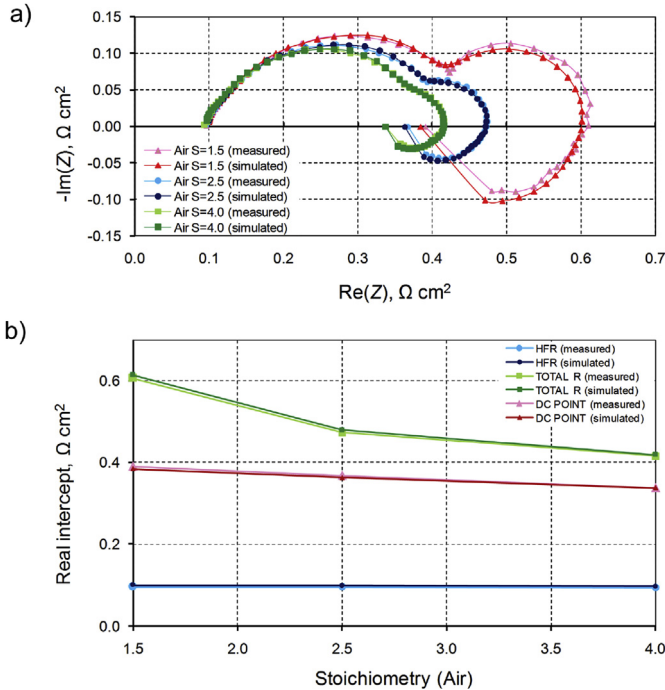 a)
0.15
0.10
0.05
0.00
-0.05
-0.10
-0.15
-Im(Z), Ω cm²
Air S=1.5 (measured)
Air S=1.5 (simulated)
Air S=2.5 (measured)
Air S=2.5 (simulated)
Air S=4.0 (measured)
Air S=4.0 (simulated)
0.0 0.1 0.2 0.3 0.4 0.5 0.6 0.7
Re(Z), Ω cm²
b)
HFR (measured)
HFR (simulated)
TOTAL R (measured)
TOTAL R (simulated)
DC POINT (measured)
DC POINT (simulated)
0.6
0.4
0.2
0.0
Real intercept, Ω cm²
1.5 2.0 2.5 3.0 3.5 4.0
Stoichiometry (Air)